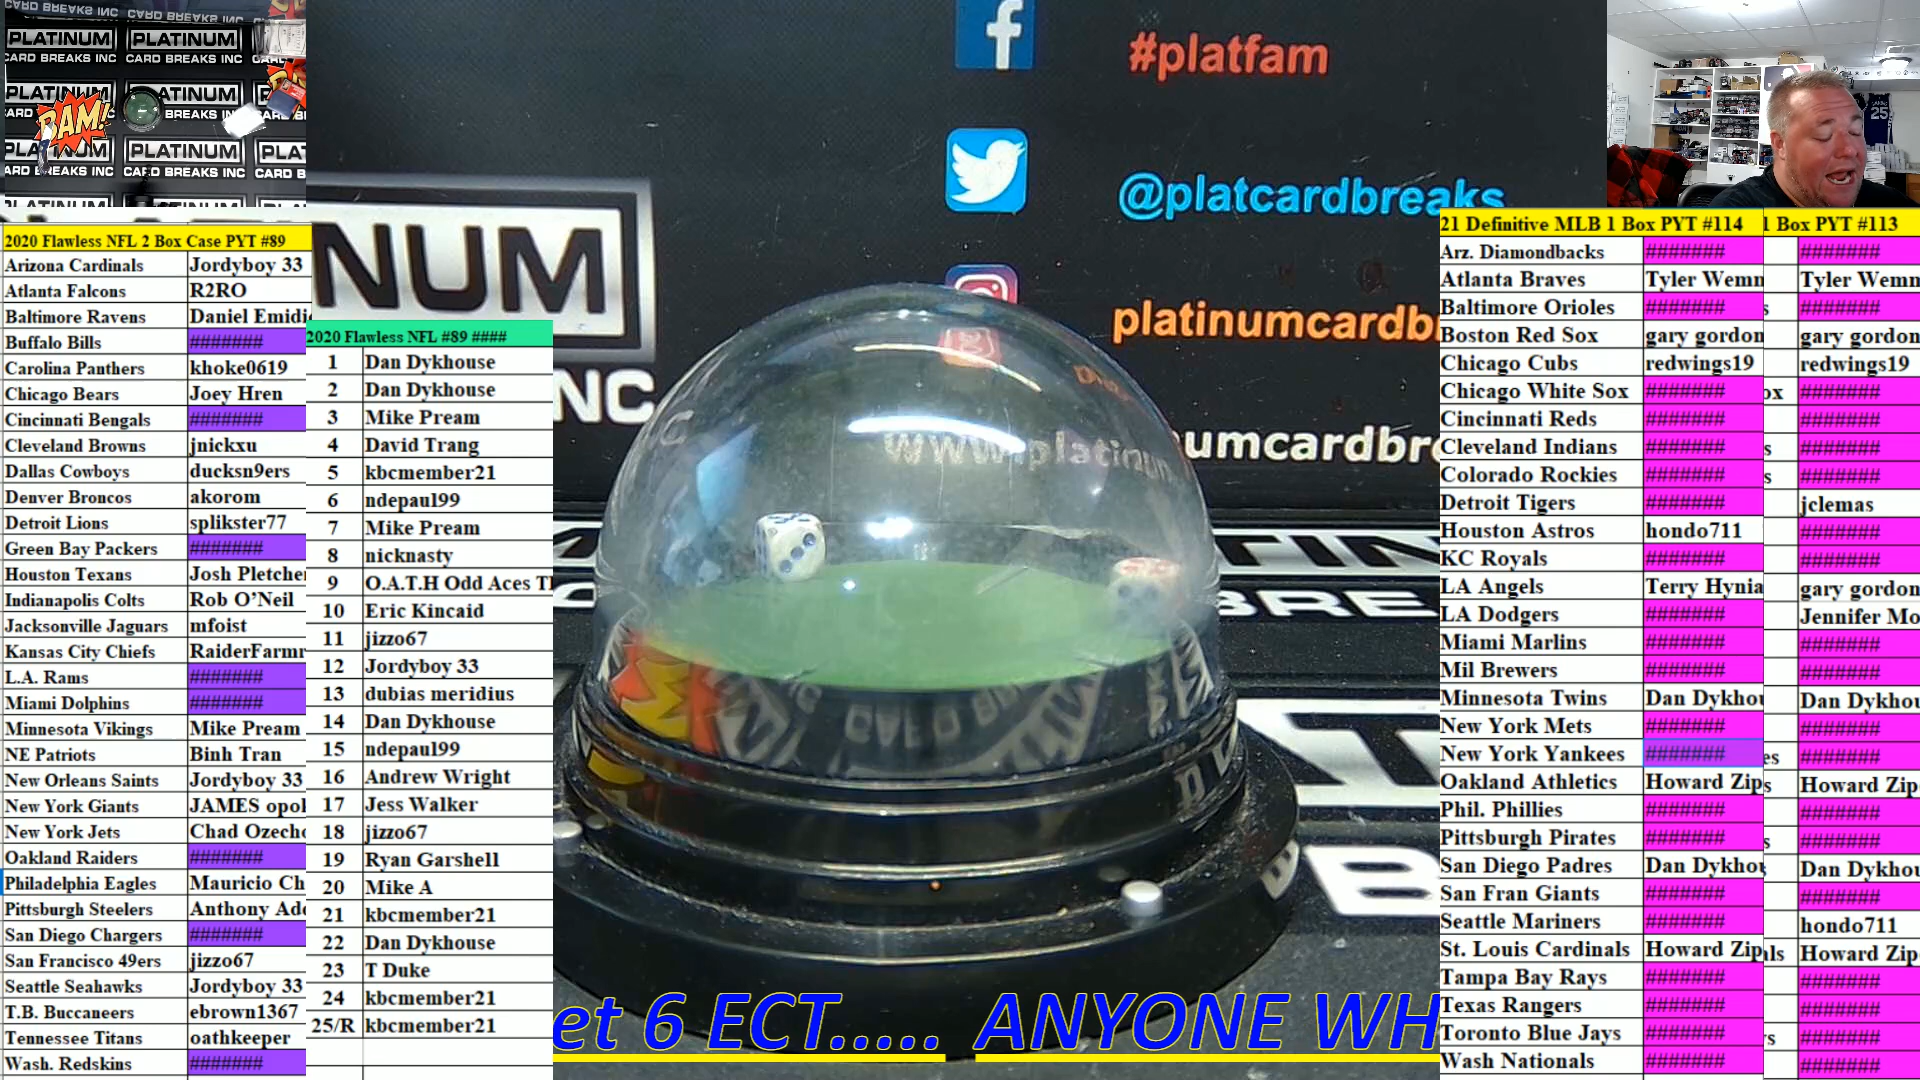 PLATINUM PLATINUM
CARD BREAKS INC CARD BREAKS INC
BAM!
PLATINUM
CARD BREAKS INC
#platfam
@platcardbreaks
platinumcardb
www.platinumcardbre
25
2020 Flawless NFL 2 Box Case PYT #89
Arizona Cardinals Jordyboy 33
Atlanta Falcons R2RO
Baltimore Ravens Daniel Emidi
Buffalo Bills #######
Carolina Panthers khoke0619
Chicago Bears Joey Hren
Cincinnati Bengals #######
Cleveland Browns jnickxu
Dallas Cowboys ducksn9ers
Denver Broncos akorom
Detroit Lions splikster77
Green Bay Packers #######
Houston Texans Josh Pletche
Indianapolis Colts Rob O’Neil
Jacksonville Jaguars mfoist
Kansas City Chiefs RaiderFarmr
L.A. Rams #######
Miami Dolphins #######
Minnesota Vikings Mike Pream
NE Patriots Binh Tran
New Orleans Saints Jordyboy 33
New York Giants JAMES opol
New York Jets Chad Ozech
Oakland Raiders #######
Philadelphia Eagles Mauricio Ch
Pittsburgh Steelers Anthony Ad
San Diego Chargers #######
San Francisco 49ers jizzo67
Seattle Seahawks Jordyboy 33
T.B. Buccaneers ebrown1367
Tennessee Titans oathkeeper
Wash. Redskins #######
2020 Flawless NFL #89 ####
1 Dan Dykhouse
2 Dan Dykhouse
3 Mike Pream
4 David Trang
5 kbcmember21
6 ndepaul99
7 Mike Pream
8 nicknasty
9 O.A.T.H Odd Aces T
10 Eric Kincaid
11 jizzo67
12 Jordyboy 33
13 dubias meridius
14 Dan Dykhouse
15 ndepaul99
16 Andrew Wright
17 Jess Walker
18 jizzo67
19 Ryan Garshell
20 Mike A
21 kbcmember21
22 Dan Dykhouse
23 T Duke
24 kbcmember21
25/R kbcmember21
et 6 ECT..... ANYONE WH
21 Definitive MLB 1 Box PYT #114
Arz. Diamondbacks #######
Atlanta Braves Tyler Wemn
Baltimore Orioles #######
Boston Red Sox gary gordon
Chicago Cubs redwings19
Chicago White Sox #######
Cincinnati Reds #######
Cleveland Indians #######
Colorado Rockies #######
Detroit Tigers #######
Houston Astros hondo711
KC Royals #######
LA Angels Terry Hynia
LA Dodgers #######
Miami Marlins #######
Mil Brewers #######
Minnesota Twins Dan Dykhou
New York Mets #######
New York Yankees #######
Oakland Athletics Howard Zip
Phil. Phillies #######
Pittsburgh Pirates #######
San Diego Padres Dan Dykhou
San Fran Giants #######
Seattle Mariners #######
St. Louis Cardinals Howard Zip
Tampa Bay Rays #######
Texas Rangers #######
Toronto Blue Jays #######
Wash Nationals #######
1 Box PYT #113
#######
Tyler Wemn
#######
gary gordon
redwings19
#######
#######
#######
#######
jclemas
#######
#######
gary gordon
Jennifer Mo
#######
#######
Dan Dykhou
#######
#######
Howard Zip
#######
#######
Dan Dykhou
#######
hondo711
Howard Zip
#######
#######
#######
#######